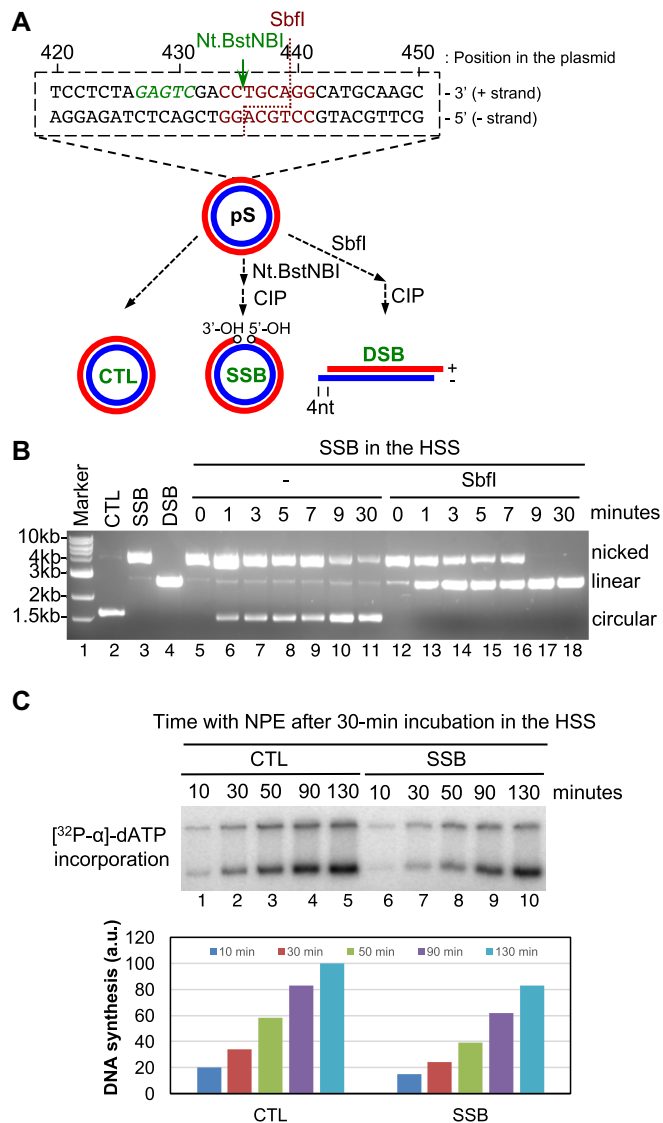 A
SbfI
Nt.BstNBI
420 430 440 450 : Position in the plasmid
TCCTCTAGAGTCGACCTGCAGGCATGCAAGC - 3' (+ strand)
AGGAGATCTCAGCTGGACGTCCGTACGTTCG - 5' (- strand)
pS
SbfI
Nt.BstNBI
CIP
CIP
3'-OH 5'-OH
CTL
SSB
DSB
+
-
4nt
B
SSB in the HSS
- SbfI
Marker CTL SSB DSB 0 1 3 5 7 9 30 0 1 3 5 7 9 30 minutes
10kb
4kb
3kb
2kb
1.5kb
nicked
linear
circular
1 2 3 4 5 6 7 8 9 10 11 12 13 14 15 16 17 18
C
Time with NPE after 30-min incubation in the HSS
CTL SSB
10 30 50 90 130 10 30 50 90 130 minutes
[32P-α]-dATP
incorporation
1 2 3 4 5 6 7 8 9 10
DNA synthesis (a.u.)
120
100
80
60
40
20
0
10 min 30 min 50 min 90 min 130 min
CTL SSB